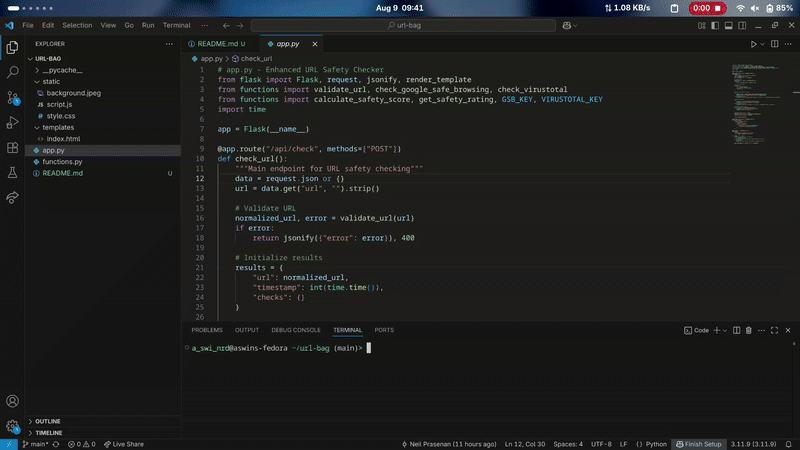 Aug 9 09:41
1.08 KB/s
0:00
85%
File Edit Selection View Go Run Terminal
url-bag
EXPLORER
URL-BAG
__pycache__
static
background.jpeg
JS script.js
style.css
templates
index.html
app.py
functions.py
README.md U
OUTLINE
TIMELINE
README.md U
app.py
app.py > check_url
1 # app.py - Enhanced URL Safety Checker
2 from flask import Flask, request, jsonify, render_template
3 from functions import validate_url, check_google_safe_browsing, check_virustotal
4 from functions import calculate_safety_score, get_safety_rating, GSB_KEY, VIRUSTOTAL_KEY
5 import time
6
7 app = Flask(__name__)
8
9 @app.route("/api/check", methods=["POST"])
10 def check_url():
11 """Main endpoint for URL safety checking"""
12 data = request.json or {}
13 url = data.get("url", "").strip()
14
15 # Validate URL
16 normalized_url, error = validate_url(url)
17 if error:
18 return jsonify({"error": error}), 400
19
20 # Initialize results
21 results = {
22 "url": normalized_url,
23 "timestamp": int(time.time()),
24 "checks": {}
25 }
26
PROBLEMS OUTPUT DEBUG CONSOLE TERMINAL PORTS
Code
a_swi_nrd@aswins-fedora ~/url-bag (main)>
main* 0 0 Live Share
Neil Prasenan (11 hours ago) Ln 12, Col 30 Spaces: 4 UTF-8 LF {} Python Finish Setup 3.11.9 (3.11.9)